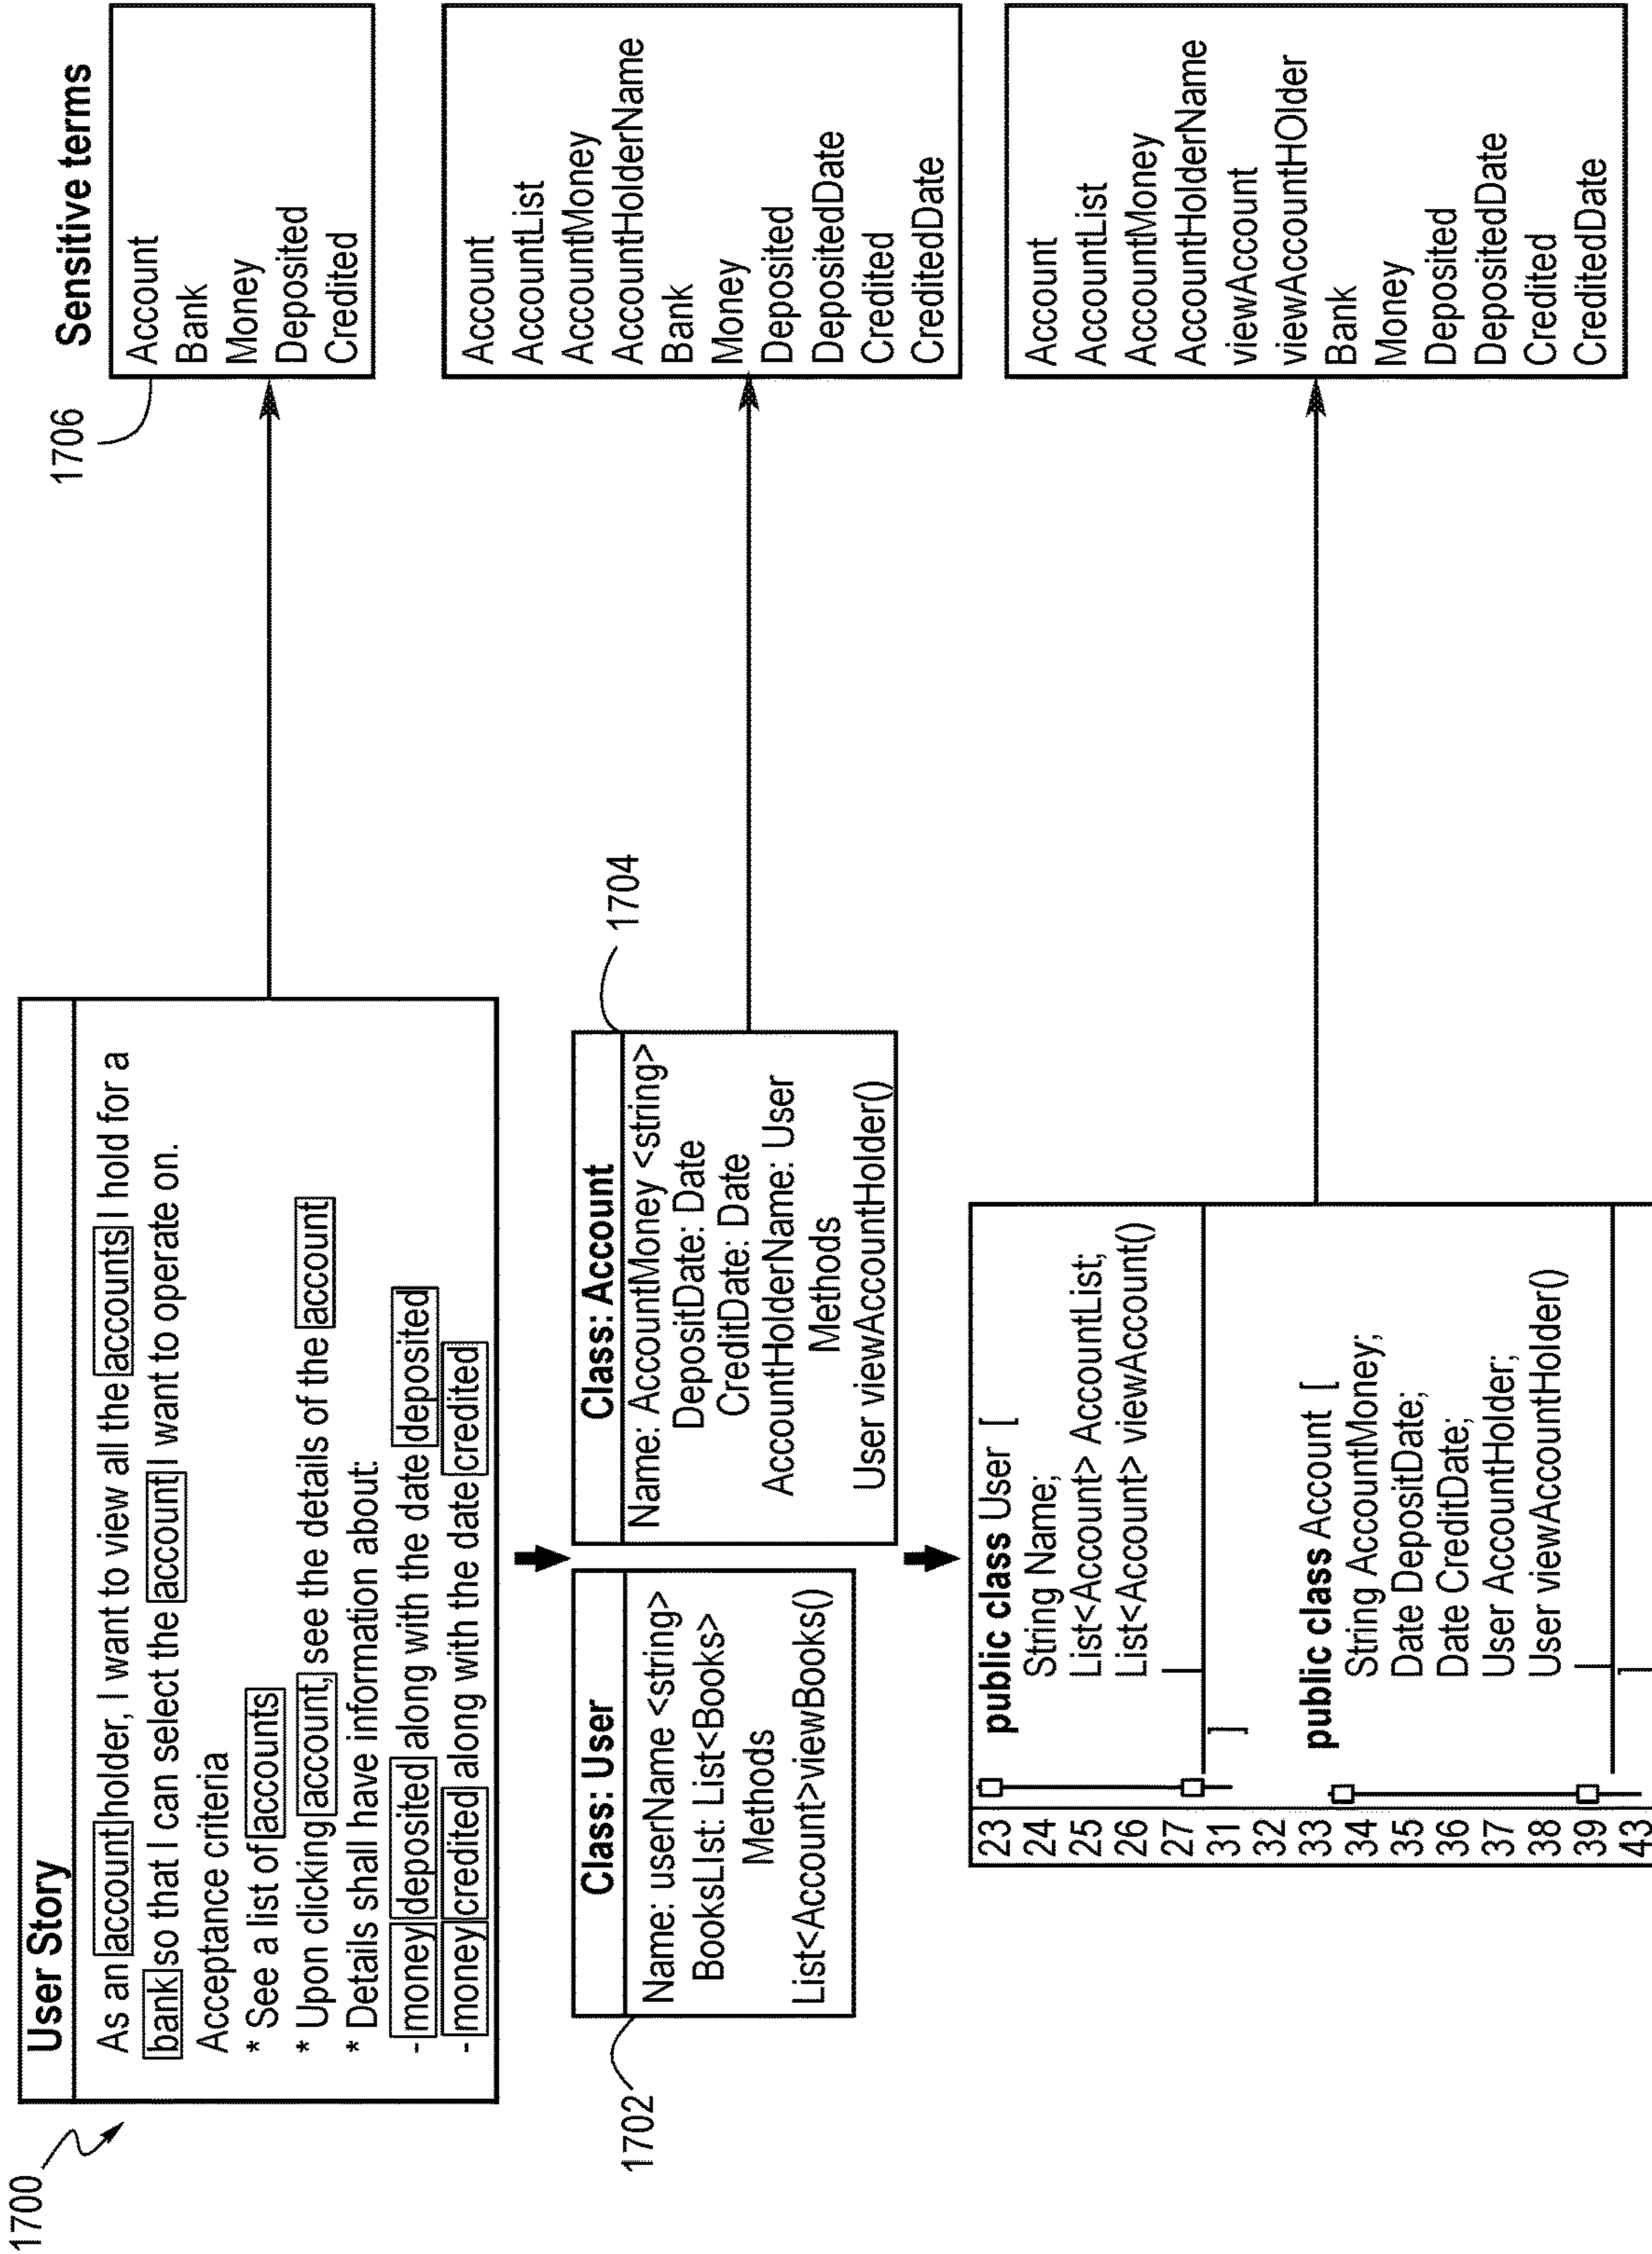 1700
User Story
As an account holder, I want to view all the accounts I hold for a
bank so that I can select the account I want to operate on.
Acceptance criteria
* See a list of accounts
* Upon clicking account, see the details of the account
* Details shall have information about:
- money deposited along with the date deposited
- money credited along with the date credited
1706
Sensitive terms
Account
Bank
Money
Deposited
Credited
1702
Class: User
Name: userName <string>
BooksLIst: List<Books>
Methods
List<Account>viewBooks()
1704
Class: Account
Name: AccountMoney <string>
DepositDate: Date
CreditDate: Date
AccountHolderName: User
Methods
User viewAccountHolder()
Account
AccountList
AccountMoney
AccountHolderName
Bank
Money
Deposited
DepositedDate
Credited
CreditedDate
23 public class User [
24 String Name;
25 List<Account> AccountList;
26 List<Account> viewAccount()
27
31 ]
32
33 public class Account [
34 String AccountMoney;
35 Date DepositDate;
36 Date CreditDate;
37 User AccountHolder;
38 User viewAccountHolder()
39
43 ]
Account
AccountList
AccountMoney
AccountHolderName
viewAccount
viewAccountHOlder
Bank
Money
Deposited
DepositedDate
Credited
CreditedDate